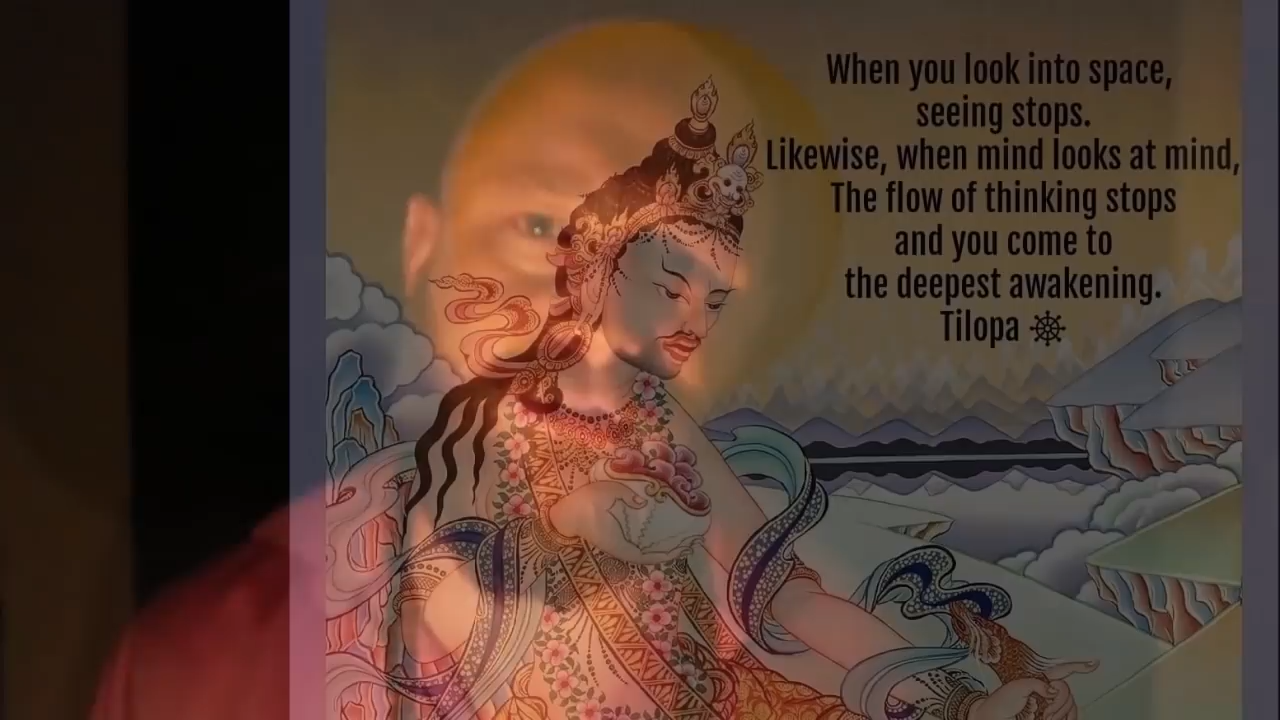 When you look into space,
seeing stops.
Likewise, when mind looks at mind,
The flow of thinking stops
and you come to
the deepest awakening.
Tilopa